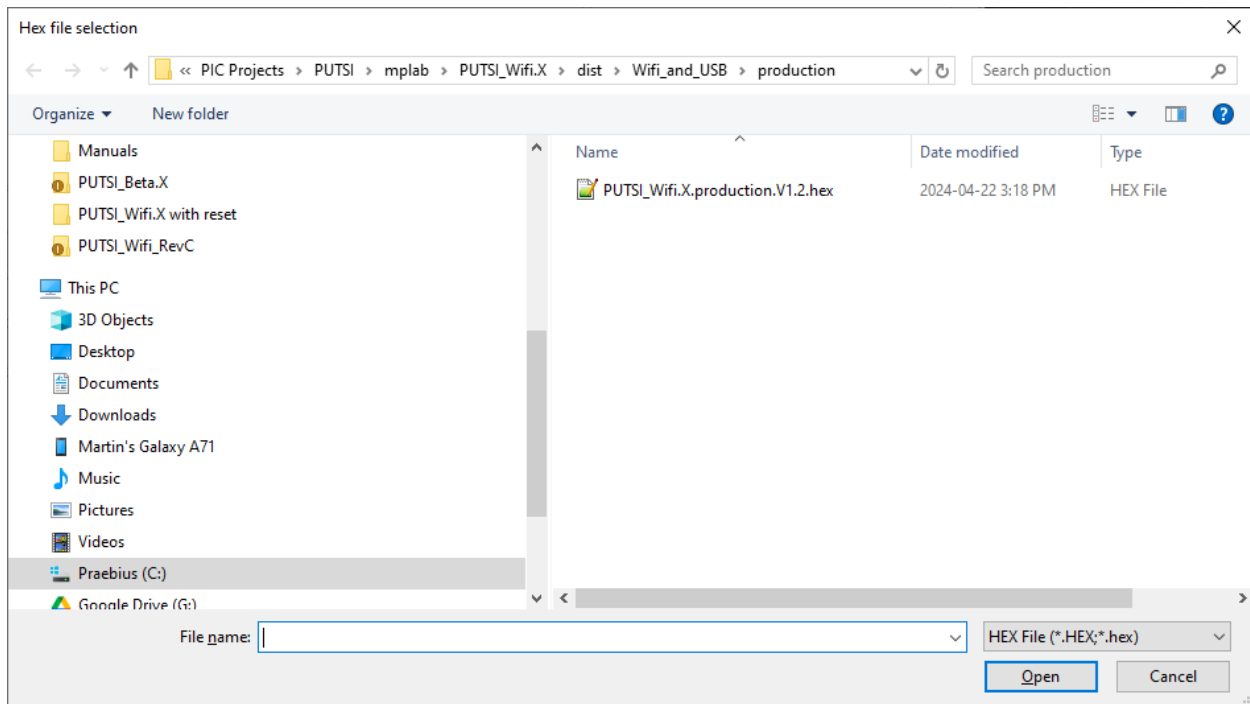 Hex file selection
« PIC Projects > PUTSI > mplab > PUTSI_Wifi.X > dist > Wifi_and_USB > production
Search production
Organize New folder
Manuals
PUTSI_Beta.X
PUTSI_Wifi.X with reset
PUTSI_Wifi_RevC
This PC
3D Objects
Desktop
Documents
Downloads
Martin's Galaxy A71
Music
Pictures
Videos
Praebius (C:)
Google Drive (G:)
Name Date modified Type
PUTSI_Wifi.X.production.V1.2.hex 2024-04-22 3:18 PM HEX File
File name: HEX File (*.HEX;*.hex)
Open Cancel